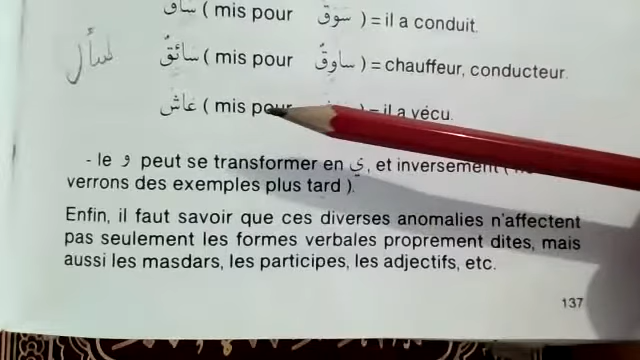 ساق ( mis pour سوق ) = il a conduit.
سأل
سائقٌ ( mis pour ساوقٌ ) = chauffeur, conducteur.
عاش ( mis pour ) = il a vécu.
- le و peut se transformer en ي, et inversement (
verrons des exemples plus tard ).
Enfin, il faut savoir que ces diverses anomalies n'affectent
pas seulement les formes verbales proprement dites, mais
aussi les masdars, les participes, les adjectifs, etc.
137